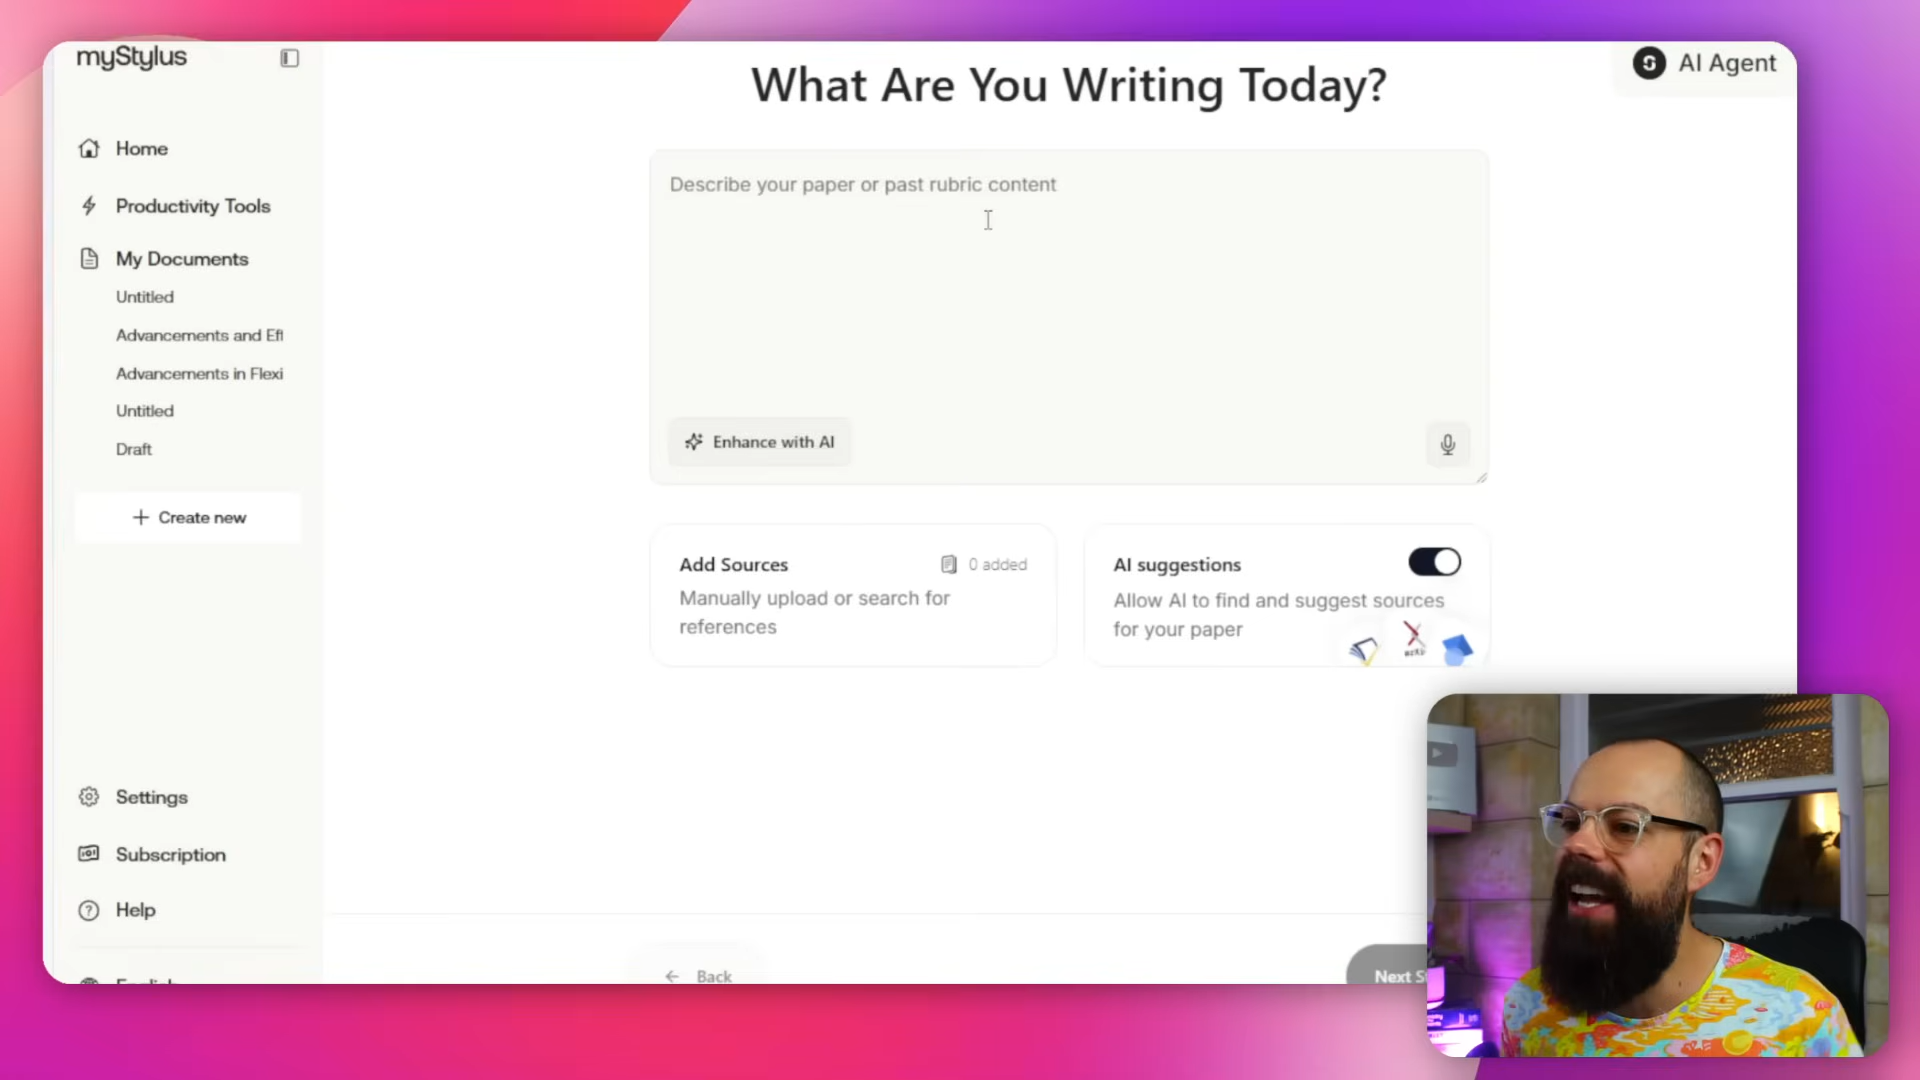 myStylus
What Are You Writing Today?
AI Agent
Home
Productivity Tools
My Documents
Untitled
Advancements and Eff
Advancements in Flexi
Untitled
Draft
Create new
Settings
Subscription
Help
English
Describe your paper or past rubric content
Enhance with AI
Add Sources
0 added
Manually upload or search for
references
AI suggestions
Allow AI to find and suggest sources
for your paper
Back
Next S